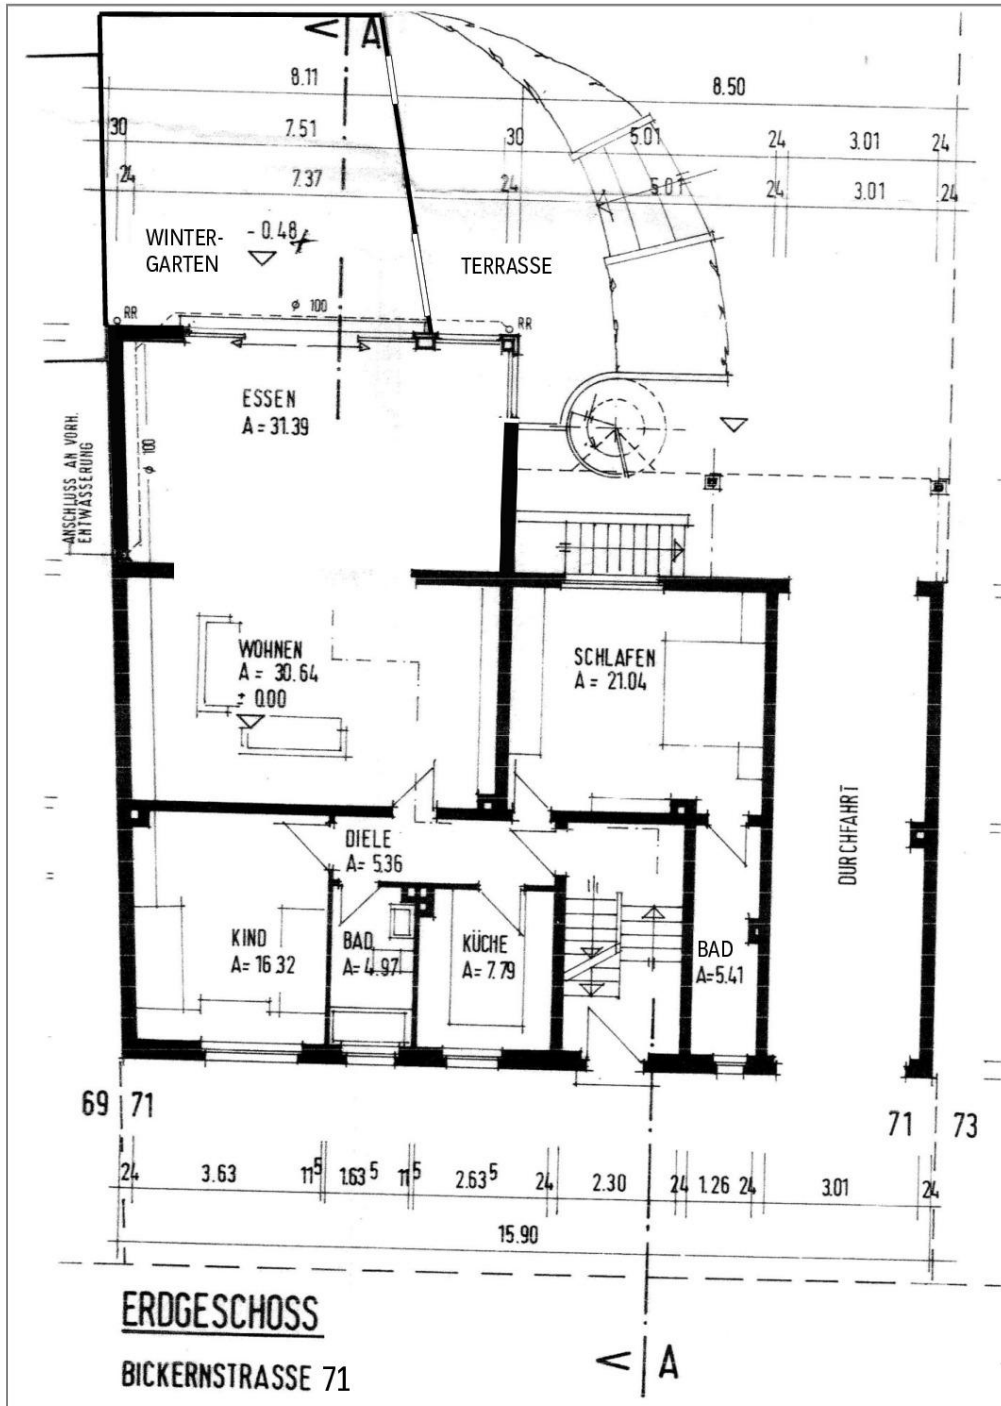 A
8.11
8.50
30
7.51
30
5.01
24
3.01
24
24
7.37
24
5.01
24
3.01
24
WINTER-
GARTEN
- 0.48
TERRASSE
RR
ø 100
RR
ESSEN
A = 31.39
ø 100
ANSCHLUSS AN VORH.
ENTWÄSSERUNG
WOHNEN
A = 30.64
± 0.00
SCHLAFEN
A = 21.04
DURCHFAHRT
DIELE
A= 5.36
KIND
A= 16.32
BAD
A= 4.97
KÜCHE
A= 7.79
BAD
A=5.41
69 71
71 73
24
3.63
11⁵
1.63⁵
11⁵
2.63⁵
24
2.30
24
1.26
24
3.01
24
15.90
ERDGESCHOSS
BICKERNSTRASSE 71
A